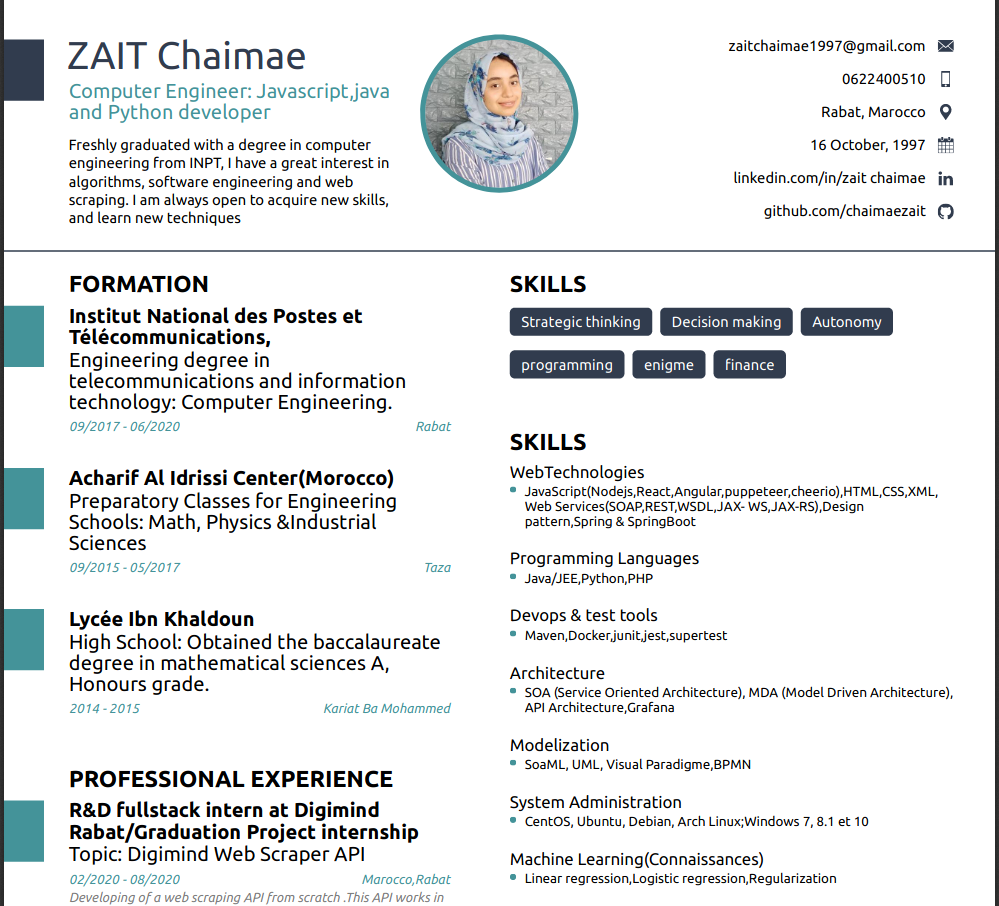 ZAIT Chaimae
Computer Engineer: Javascript,java
and Python developer
Freshly graduated with a degree in computer
engineering from INPT, I have a great interest in
algorithms, software engineering and web
scraping. I am always open to acquire new skills,
and learn new techniques
zaitchaimae1997@gmail.com
0622400510
Rabat, Marocco
16 October, 1997
linkedin.com/in/zait chaimae
github.com/chaimaezait
FORMATION
Institut National des Postes et
Télécommunications,
Engineering degree in
telecommunications and information
technology: Computer Engineering.
09/2017 - 06/2020 Rabat
Acharif Al Idrissi Center(Morocco)
Preparatory Classes for Engineering
Schools: Math, Physics &Industrial
Sciences
09/2015 - 05/2017 Taza
Lycée Ibn Khaldoun
High School: Obtained the baccalaureate
degree in mathematical sciences A,
Honours grade.
2014 - 2015 Kariat Ba Mohammed
PROFESSIONAL EXPERIENCE
R&D fullstack intern at Digimind
Rabat/Graduation Project internship
Topic: Digimind Web Scraper API
02/2020 - 08/2020 Marocco,Rabat
Developing of a web scraping API from scratch .This API works in
SKILLS
Strategic thinking Decision making Autonomy
programming enigme finance
SKILLS
WebTechnologies
JavaScript(Nodejs,React,Angular,puppeteer,cheerio),HTML,CSS,XML,
Web Services(SOAP,REST,WSDL,JAX- WS,JAX-RS),Design
pattern,Spring & SpringBoot
Programming Languages
Java/JEE,Python,PHP
Devops & test tools
Maven,Docker,junit,jest,supertest
Architecture
SOA (Service Oriented Architecture), MDA (Model Driven Architecture),
API Architecture,Grafana
Modelization
SoaML, UML, Visual Paradigme,BPMN
System Administration
CentOS, Ubuntu, Debian, Arch Linux;Windows 7, 8.1 et 10
Machine Learning(Connaissances)
Linear regression,Logistic regression,Regularization